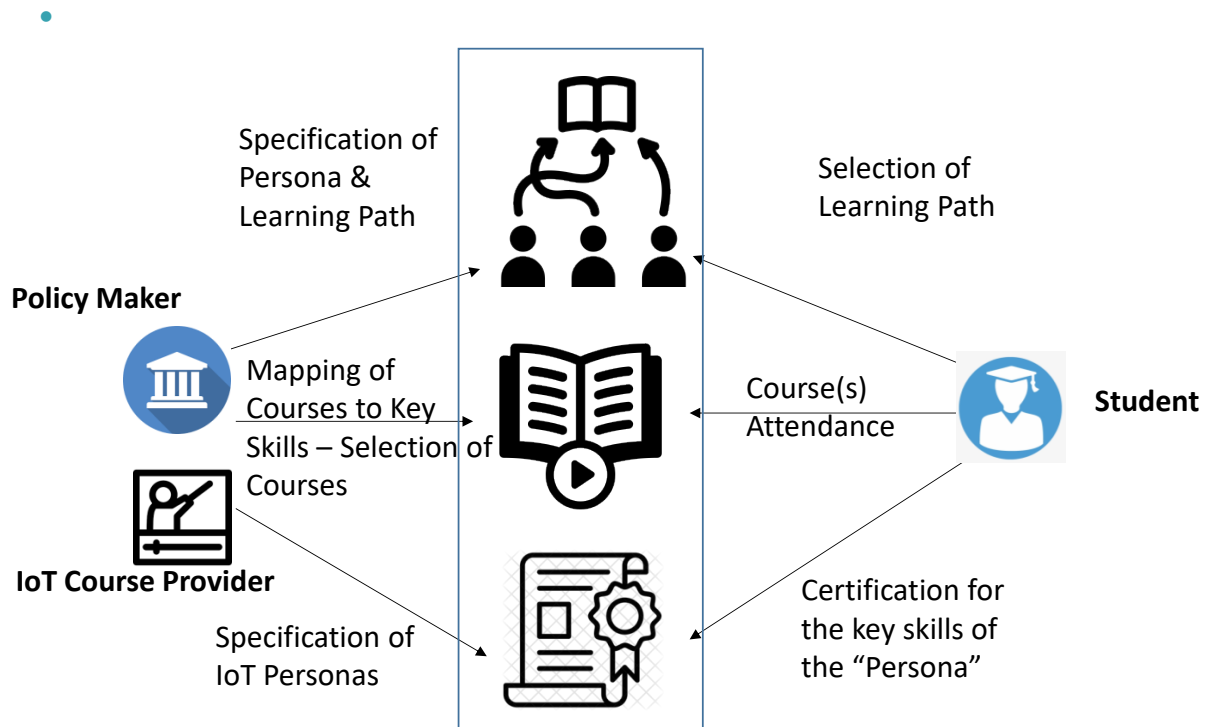 Specification of
Persona &
Learning Path
Selection of
Learning Path
Policy Maker
Mapping of
Courses to Key
Skills – Selection of
Courses
Course(s)
Attendance
Student
IoT Course Provider
Specification of
IoT Personas
Certification for
the key skills of
the “Persona”